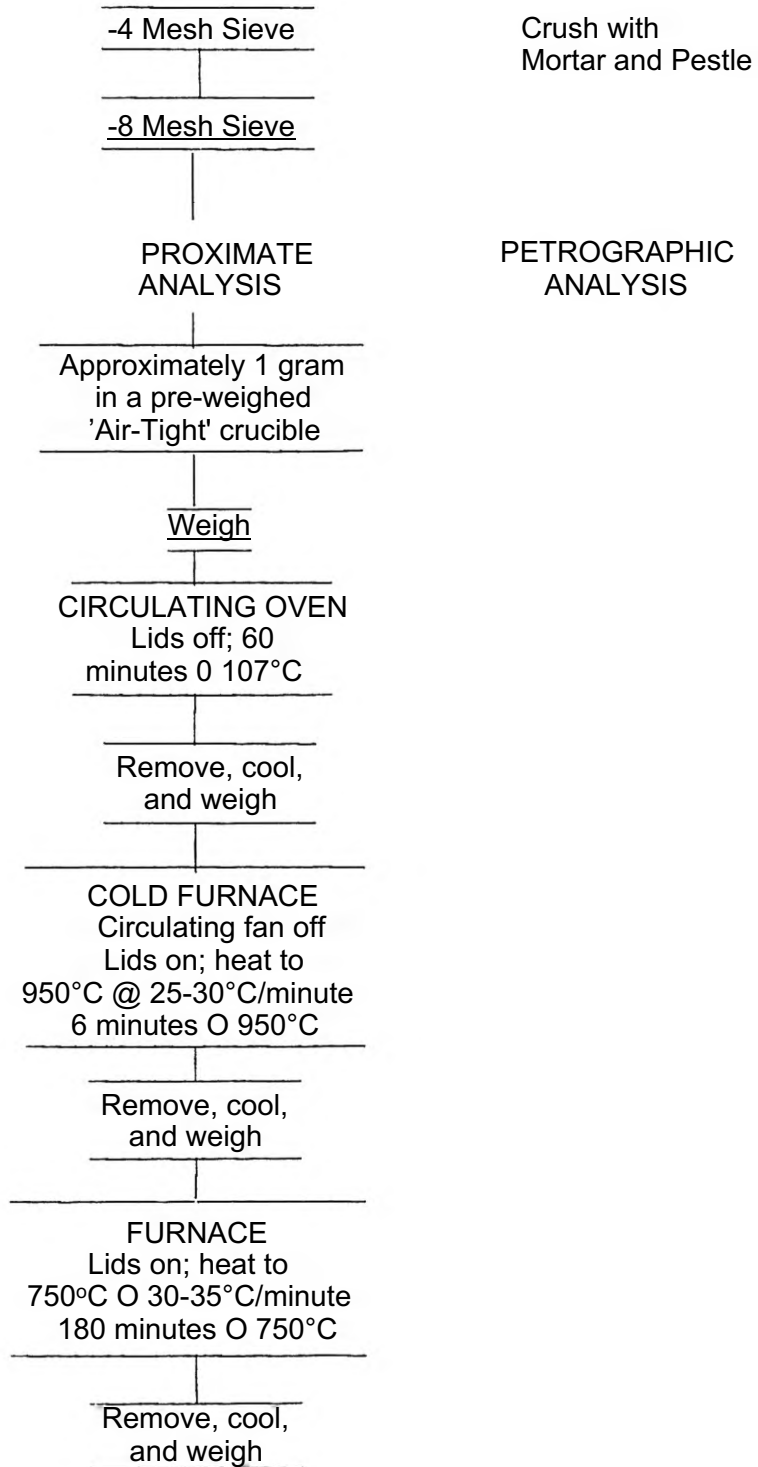 -4 Mesh Sieve
Crush with
Mortar and Pestle
-8 Mesh Sieve
PROXIMATE
ANALYSIS
PETROGRAPHIC
ANALYSIS
Approximately 1 gram
in a pre-weighed
’Air-Tight' crucible
Weigh
CIRCULATING OVEN
Lids off; 60
minutes 0 107°C
Remove, cool,
and weigh
COLD FURNACE
Circulating fan off
Lids on; heat to
950°C @ 25-30°C/minute
6 minutes O 950°C
Remove, cool,
and weigh
FURNACE
Lids on; heat to
750ºC O 30-35°C/minute
180 minutes O 750°C
Remove, cool,
and weigh